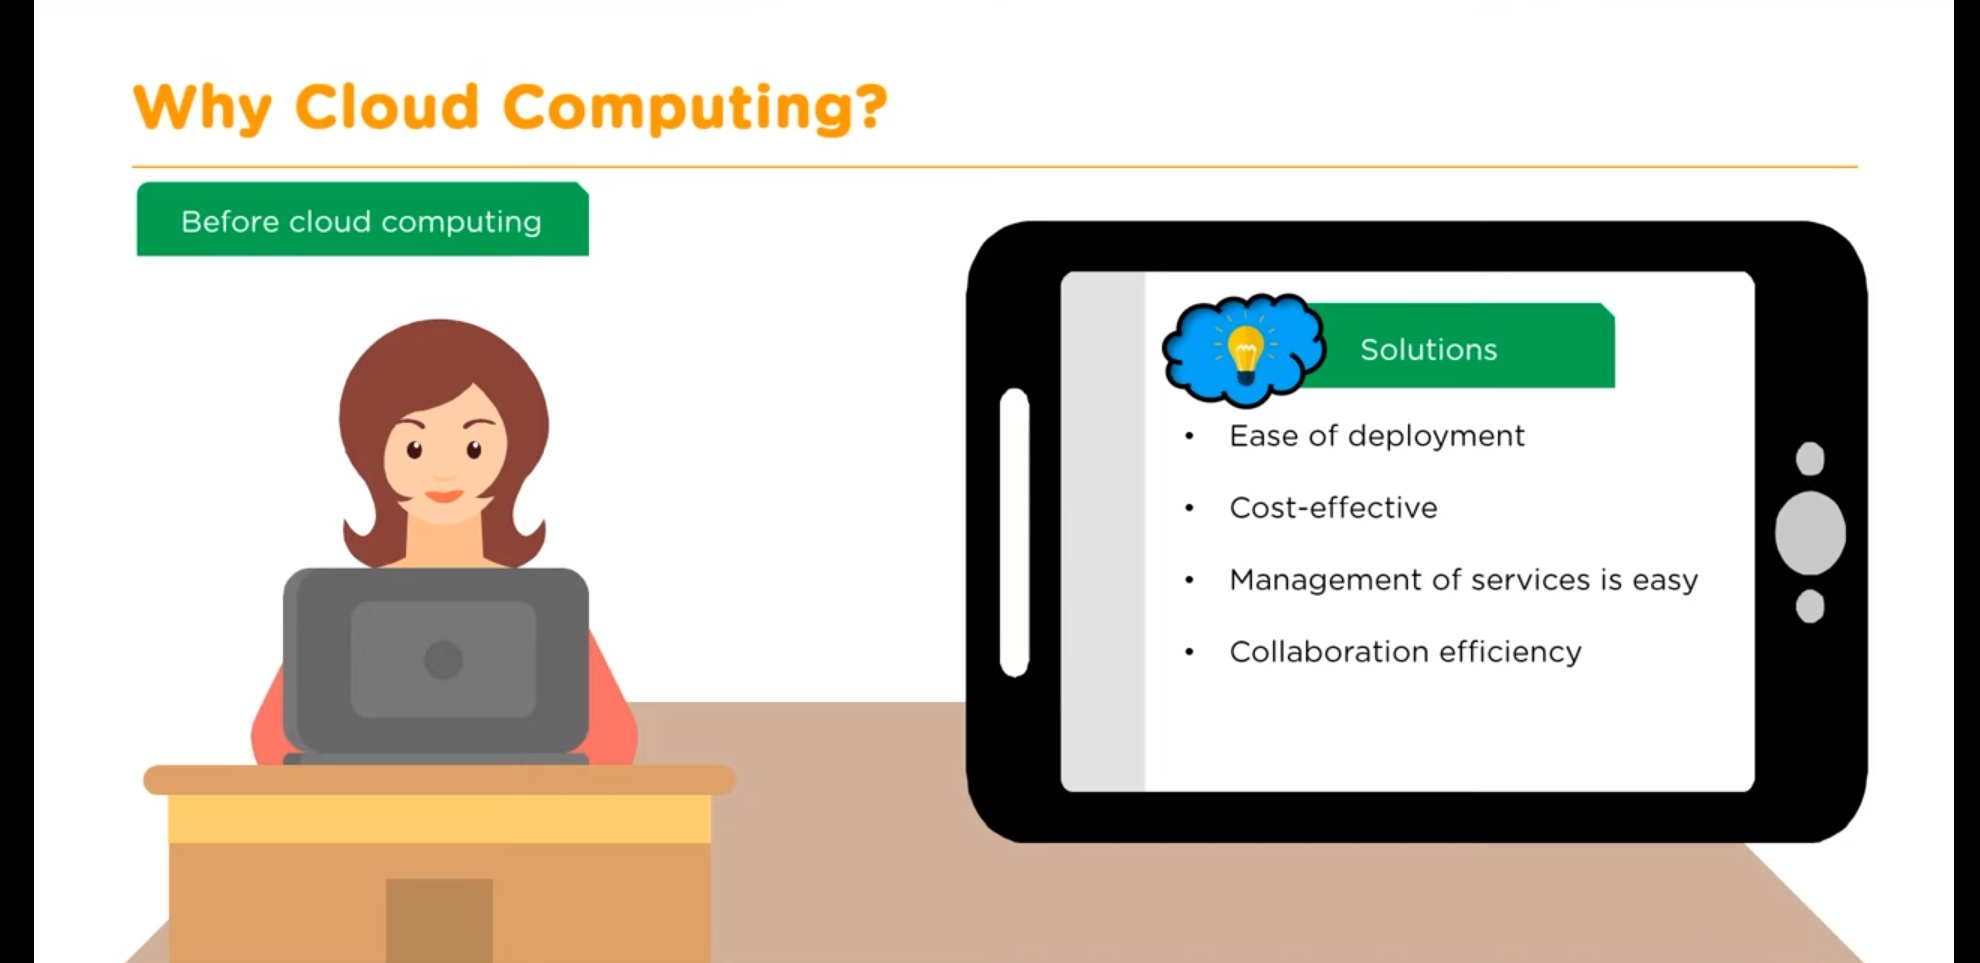 Why Cloud Computing?
Before cloud computing
Solutions
• Ease of deployment
• Cost-effective
• Management of services is easy
• Collaboration efficiency